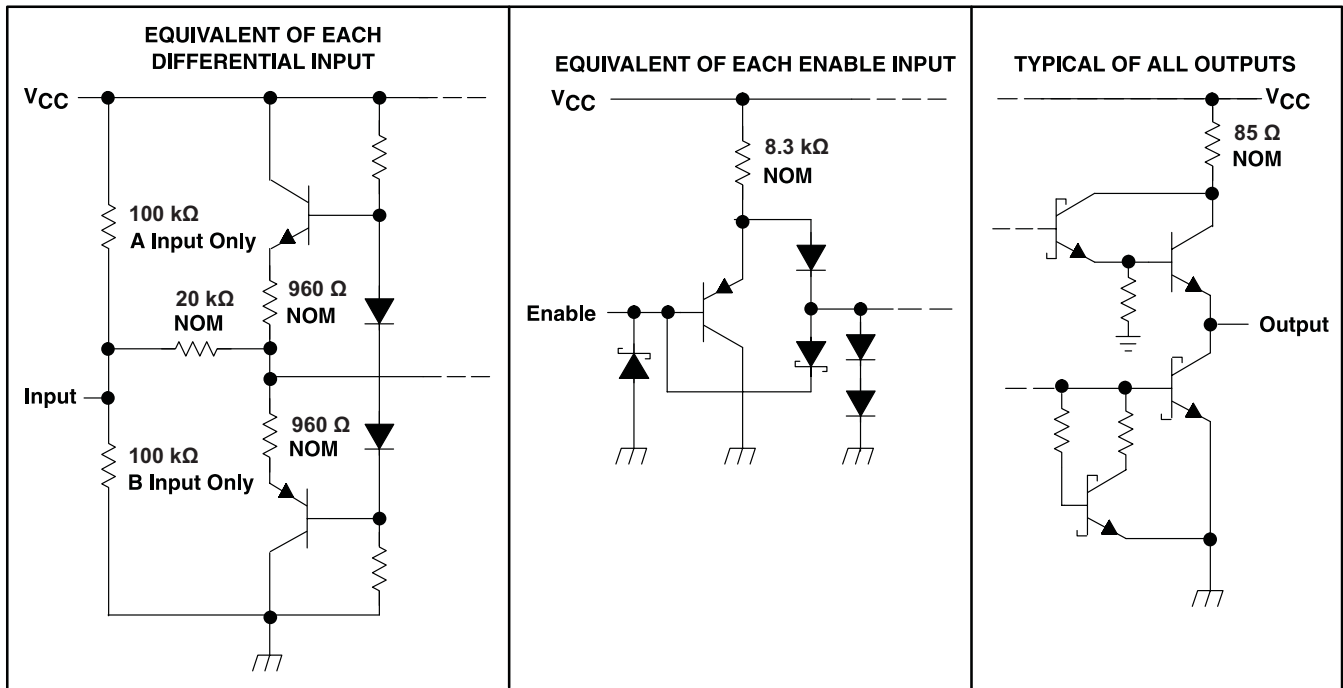 EQUIVALENT OF EACH
DIFFERENTIAL INPUT
VCC
100 kΩ
A Input Only
20 kΩ
NOM
960 Ω
NOM
Input
960 Ω
NOM
100 kΩ
B Input Only
EQUIVALENT OF EACH ENABLE INPUT
VCC
8.3 kΩ
NOM
Enable
TYPICAL OF ALL OUTPUTS
VCC
85 Ω
NOM
Output